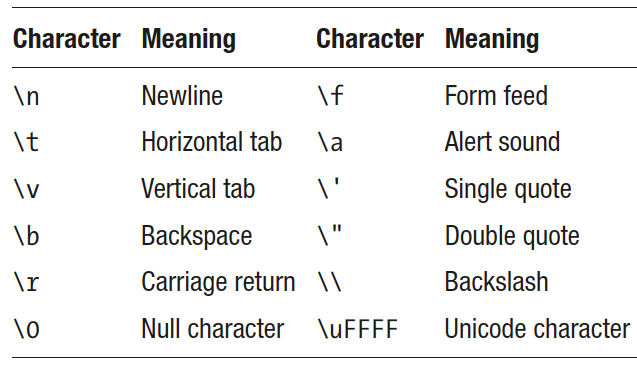 Character Meaning Character Meaning
\n Newline \f Form feed
\t Horizontal tab \a Alert sound
\v Vertical tab \' Single quote
\b Backspace \" Double quote
\r Carriage return \\ Backslash
\0 Null character \uFFFF Unicode character